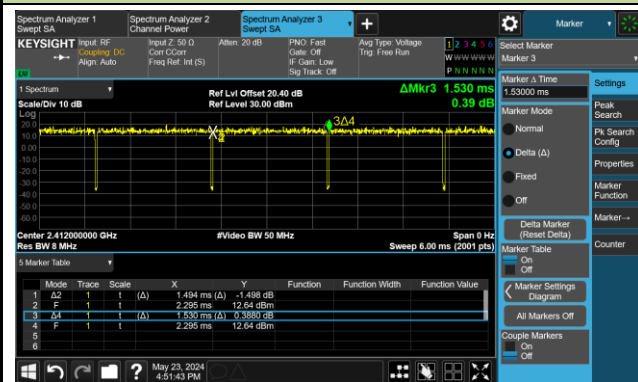 Spectrum Analyzer 1
Swept SA
Spectrum Analyzer 2
Channel Power
Spectrum Analyzer 3
Swept SA
Marker
KEYSIGHT
Input: RF
Coupling: DC
Align: Auto
Input Z: 50 Ω
Corr CCorr
Freq Ref: Int (S)
Atten: 20 dB
PNO: Fast
Gate: Off
IF Gain: Low
Sig Track: Off
Avg Type: Voltage
Trig: Free Run
1 2 3 4 5 6
W W W W W W
P N N N N N
LXI
Select Marker
Marker 3
1 Spectrum
Scale/Div 10 dB
Log
Ref Lvl Offset 20.40 dB
Ref Level 30.00 dBm
ΔMkr3 1.530 ms
0.39 dB
20.0
10.0
0.00
-10.0
-20.0
-30.0
-40.0
-50.0
-60.0
3Δ4
Center 2.412000000 GHz
Res BW 8 MHz
#Video BW 50 MHz
Span 0 Hz
Sweep 6.00 ms (2001 pts)
5 Marker Table
Mode Trace Scale X Y Function Function Width Function Value
1 Δ2 1 t (Δ) 1.494 ms (Δ) -1.498 dB
2 F 1 t 2.295 ms 12.64 dBm
3 Δ4 1 t (Δ) 1.530 ms (Δ) 0.3880 dB
4 F 1 t 2.295 ms 12.64 dBm
5
6
Marker Δ Time
1.53000 ms
Marker Mode
Normal
Delta (Δ)
Fixed
Off
Delta Marker
(Reset Delta)
Marker Table
On
Off
Marker Settings
Diagram
All Markers Off
Couple Markers
On
Off
Settings
Peak
Search
Pk Search
Config
Properties
Marker
Function
Marker→
Counter
?
May 23, 2024
4:51:43 PM